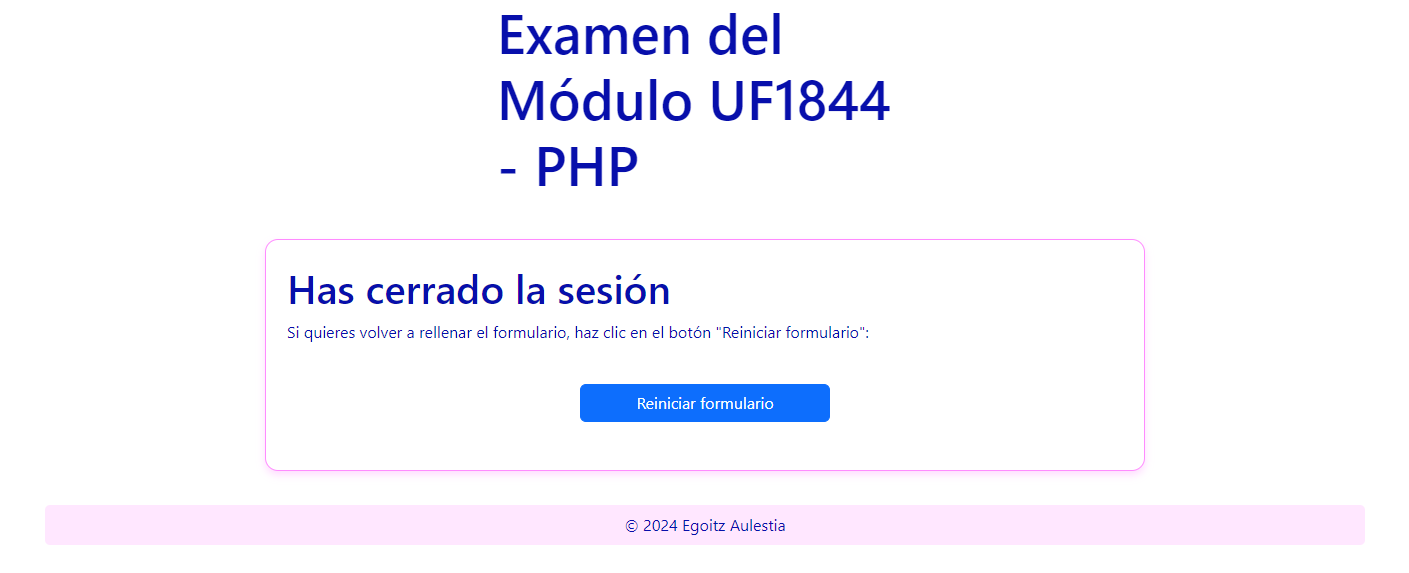 Examen del
Módulo UF1844
- PHP
Has cerrado la sesión
Si quieres volver a rellenar el formulario, haz clic en el botón "Reiniciar formulario":
Reiniciar formulario
© 2024 Egoitz Aulestia